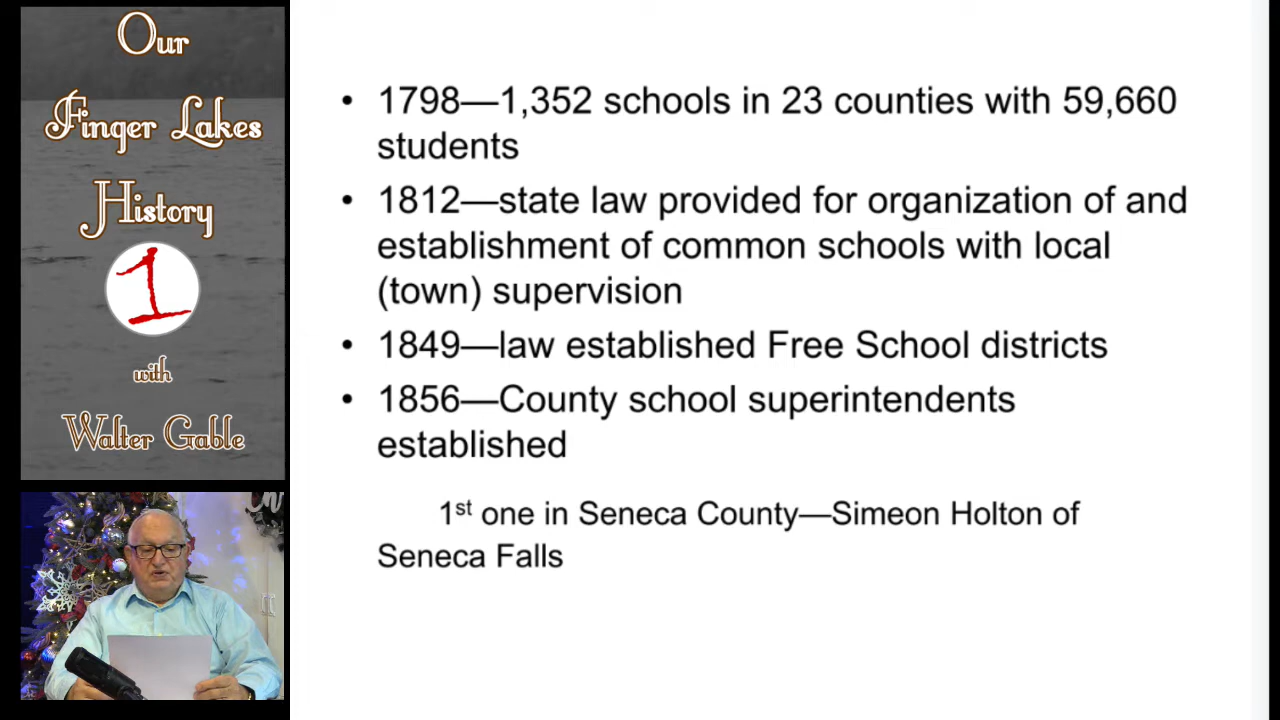 Our
Finger Lakes
History
1
with
Walter Gable
• 1798—1,352 schools in 23 counties with 59,660
students
• 1812—state law provided for organization of and
establishment of common schools with local
(town) supervision
• 1849—law established Free School districts
• 1856—County school superintendents
established
1st one in Seneca County—Simeon Holton of
Seneca Falls